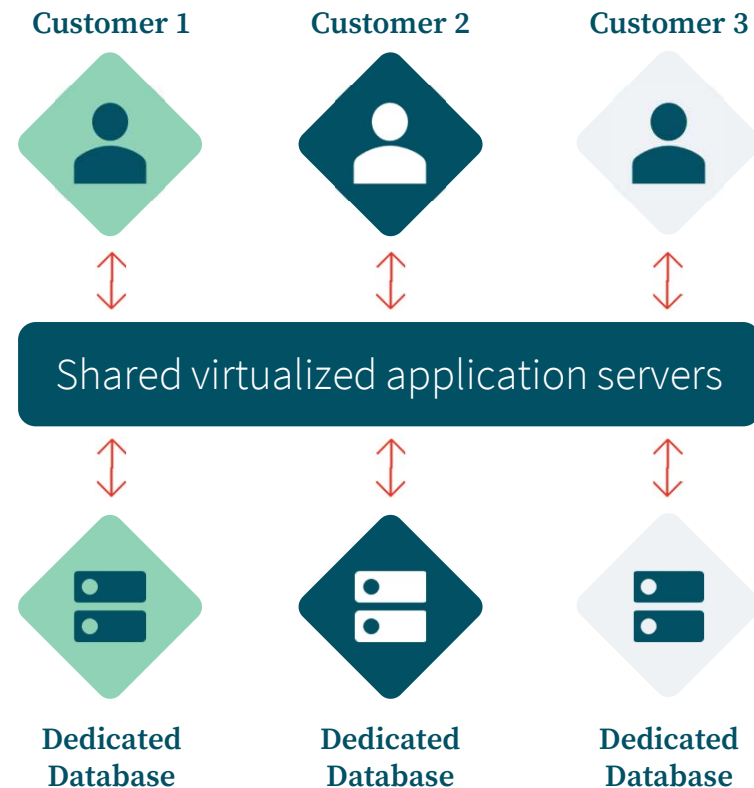 Customer 1
Customer 2
Customer 3
Shared virtualized application servers
Dedicated
Database
Dedicated
Database
Dedicated
Database